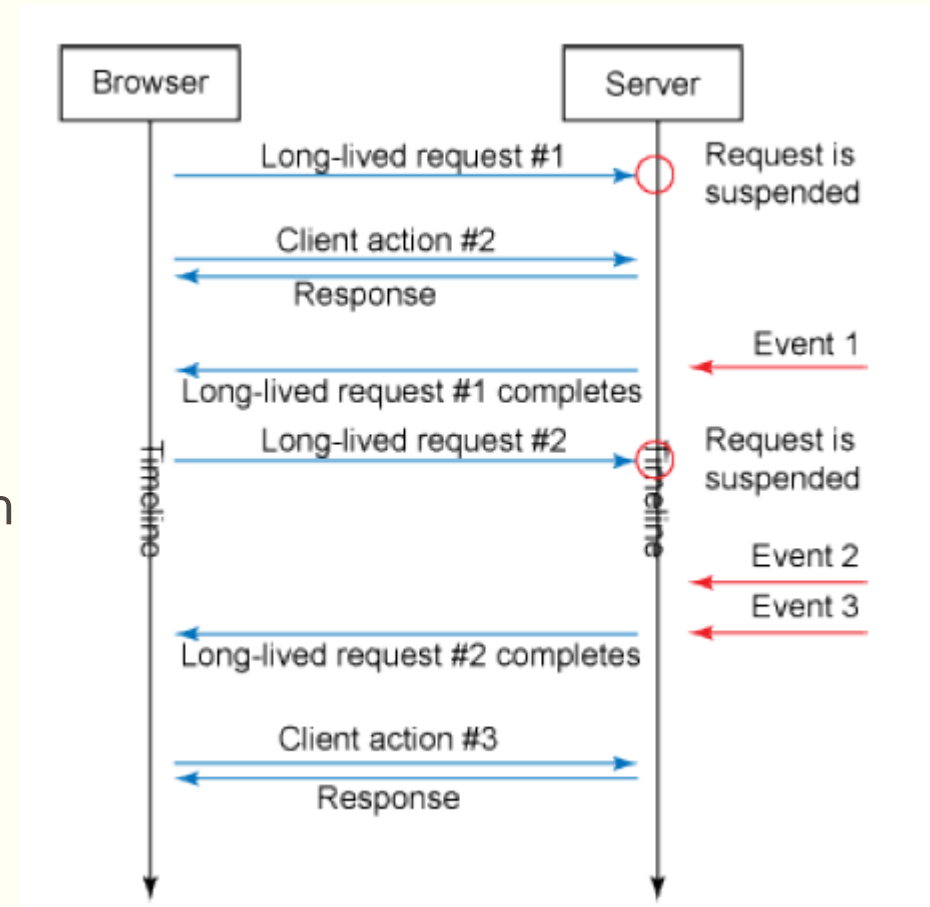 Browser
Server
Long-lived request #1
Request is
suspended
Client action #2
Response
Event 1
Long-lived request #1 completes
Long-lived request #2
Request is
suspended
Timeline
Timeline
n
Event 2
Event 3
Long-lived request #2 completes
Client action #3
Response